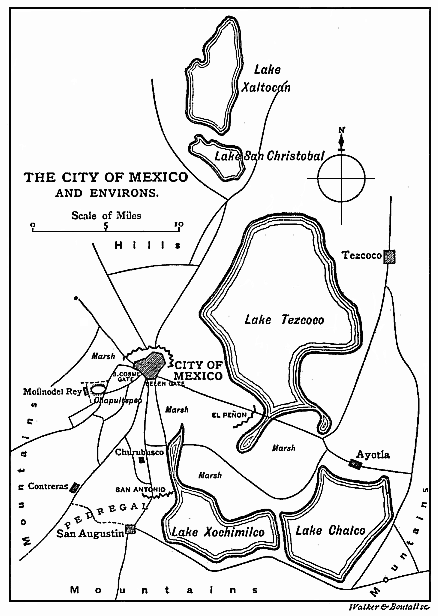 Lake
Xaltocan
Lake San Christobal
N
THE CITY OF MEXICO
AND ENVIRONS.
Scale of Miles
0 5 10
Hills
Tezcoco
Lake Tezcoco
Marsh
S.COSME
GATE
BELEN GATE
CITY OF
MEXICO
Molino del Rey
Chapultepec
Marsh
EL PEÑON
Mountains
Churubusco
Marsh
Ayotla
Marsh
Contreras
SAN ANTONIO
PEDREGAL
San Augustin
Lake Xochimilco
Lake Chalco
Mountains
Mountains
Walker & Boutall sc.